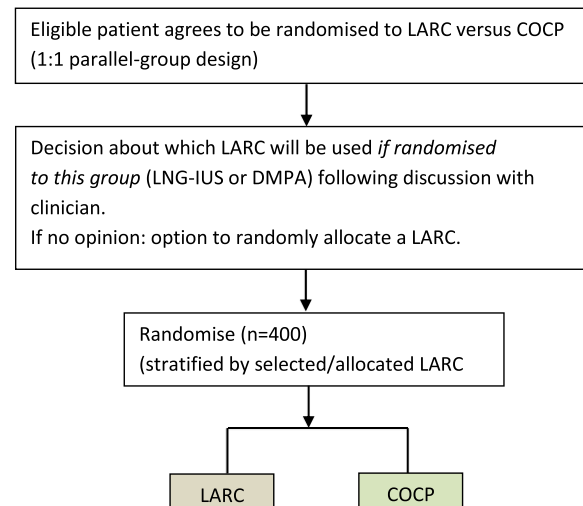 Eligible patient agrees to be randomised to LARC versus COCP
(1:1 parallel-group design)
Decision about which LARC will be used if randomised
to this group (LNG-IUS or DMPA) following discussion with
clinician.
If no opinion: option to randomly allocate a LARC.
Randomise (n=400)
(stratified by selected/allocated LARC
LARC
COCP